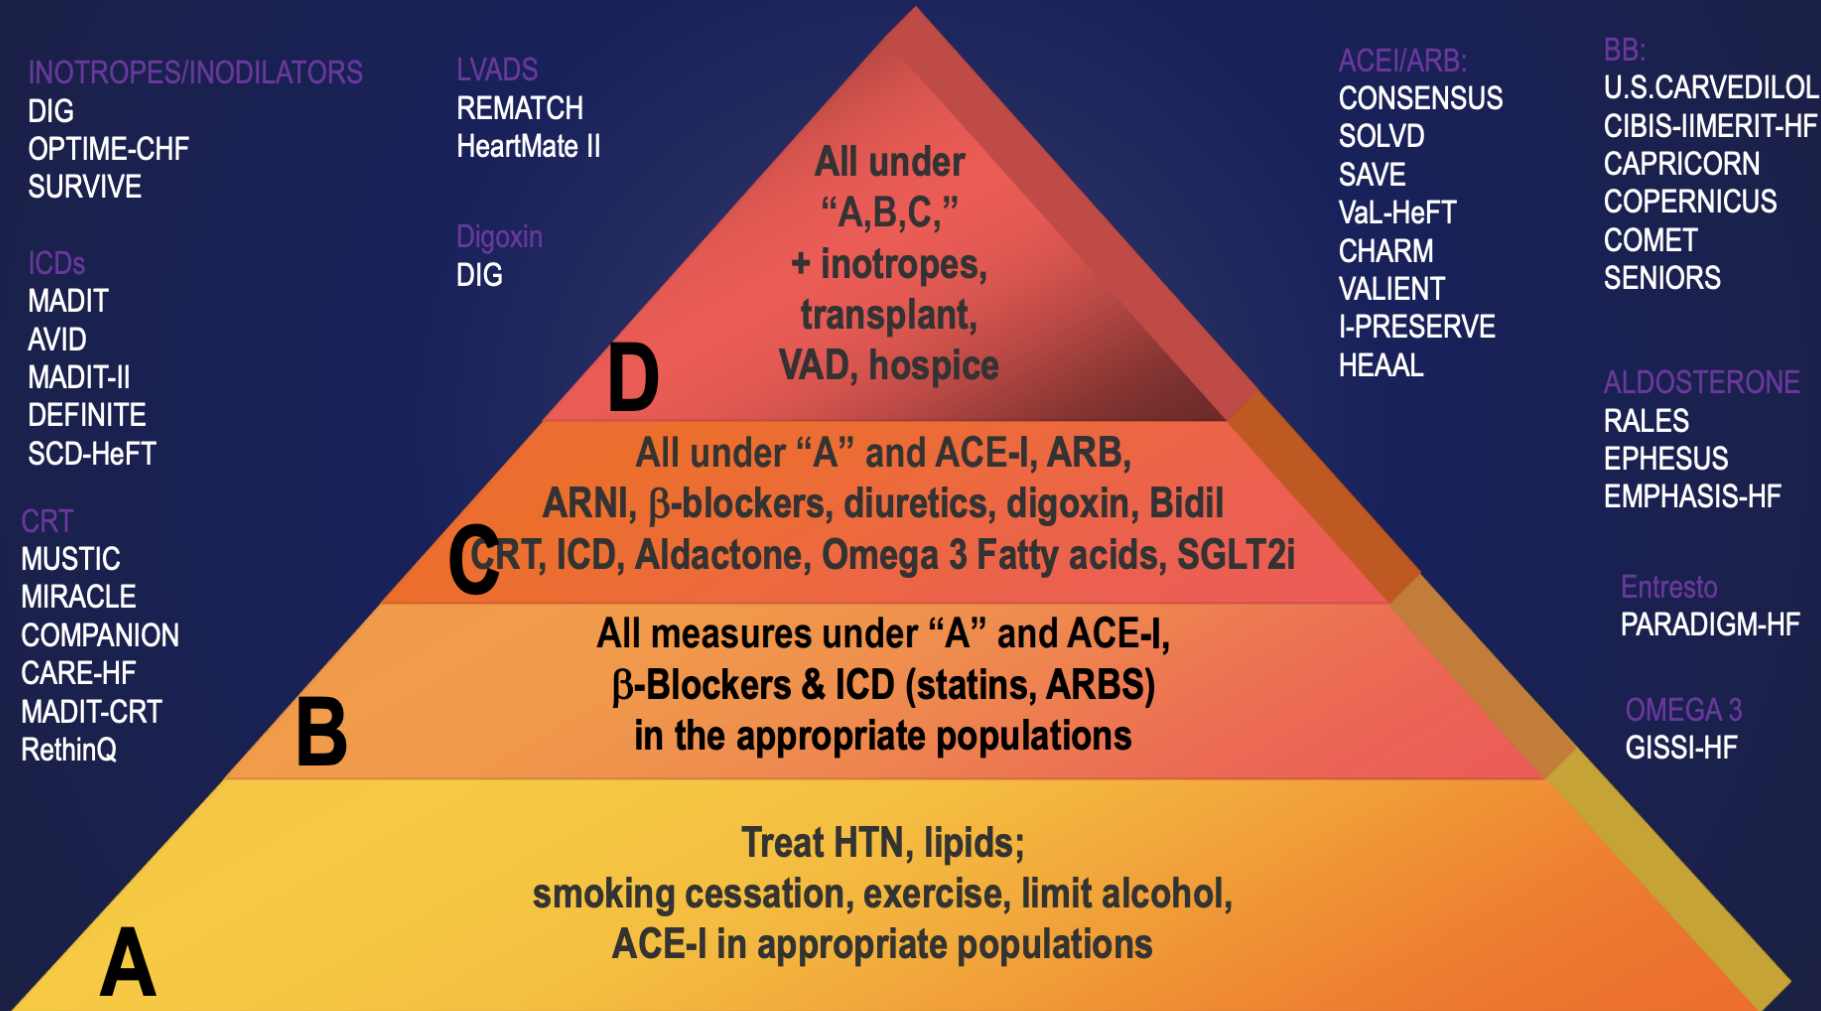 INOTROPES/INODILATORS
DIG
OPTIME-CHF
SURVIVE
ICDs
MADIT
AVID
MADIT-II
DEFINITE
SCD-HeFT
CRT
MUSTIC
MIRACLE
COMPANION
CARE-HF
MADIT-CRT
RethinQ
LVADS
REMATCH
HeartMate II
Digoxin
DIG
All under
“A,B,C,”
+ inotropes,
transplant,
VAD, hospice
D
All under “A” and ACE-I, ARB,
ARNI, β-blockers, diuretics, digoxin, Bidil
CRT, ICD, Aldactone, Omega 3 Fatty acids, SGLT2i
C
All measures under “A” and ACE-I,
β-Blockers & ICD (statins, ARBS)
in the appropriate populations
B
Treat HTN, lipids;
smoking cessation, exercise, limit alcohol,
ACE-I in appropriate populations
A
ACEI/ARB:
CONSENSUS
SOLVD
SAVE
VaL-HeFT
CHARM
VALIENT
I-PRESERVE
HEAAL
BB:
U.S.CARVEDILOL
CIBIS-IIMERIT-HF
CAPRICORN
COPERNICUS
COMET
SENIORS
ALDOSTERONE
RALES
EPHESUS
EMPHASIS-HF
Entresto
PARADIGM-HF
OMEGA 3
GISSI-HF